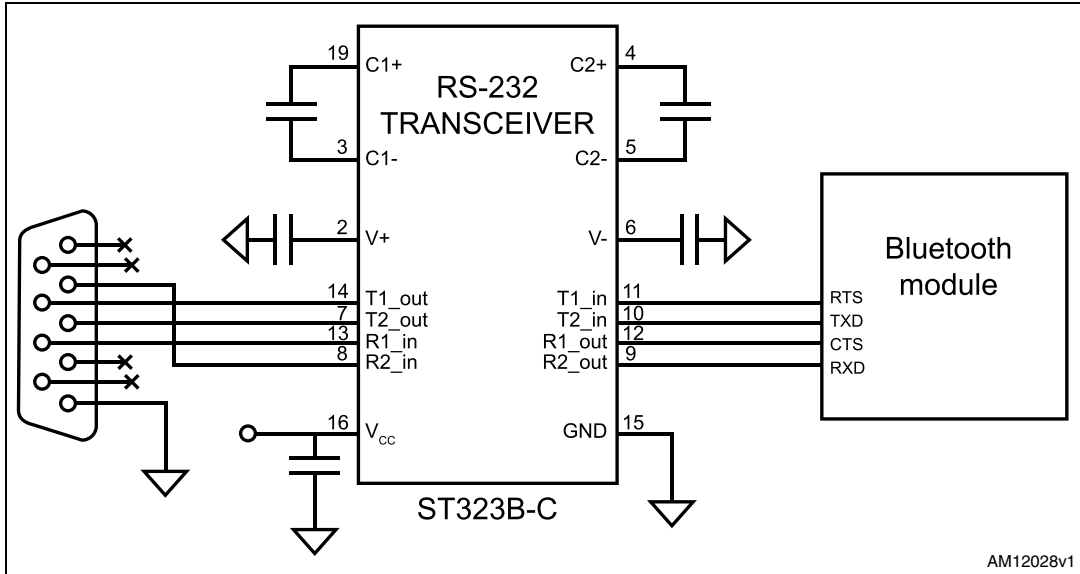 19
C1+
C2+
4
RS-232
TRANSCEIVER
3
C1-
C2-
5
2
V+
V-
6
Bluetooth
module
14
T1_out
T1_in
11
RTS
7
T2_out
T2_in
10
TXD
13
R1_in
R1_out
12
CTS
8
R2_in
R2_out
9
RXD
16
VCC
GND
15
ST323B-C
AM12028v1